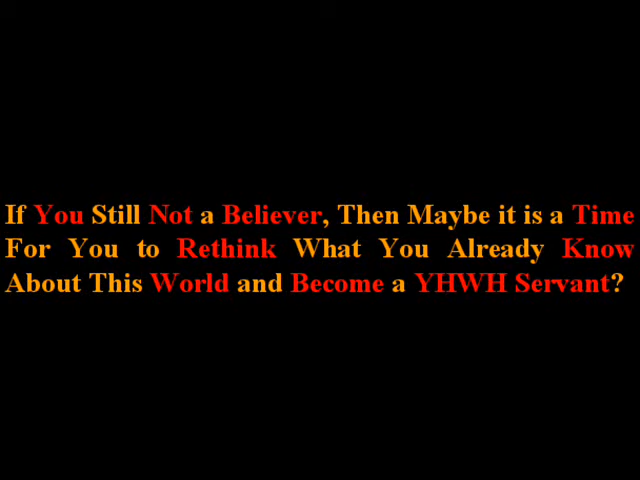 If You Still Not a Believer, Then Maybe it is a Time
For You to Rethink What You Already Know
About This World and Become a YHWH Servant?